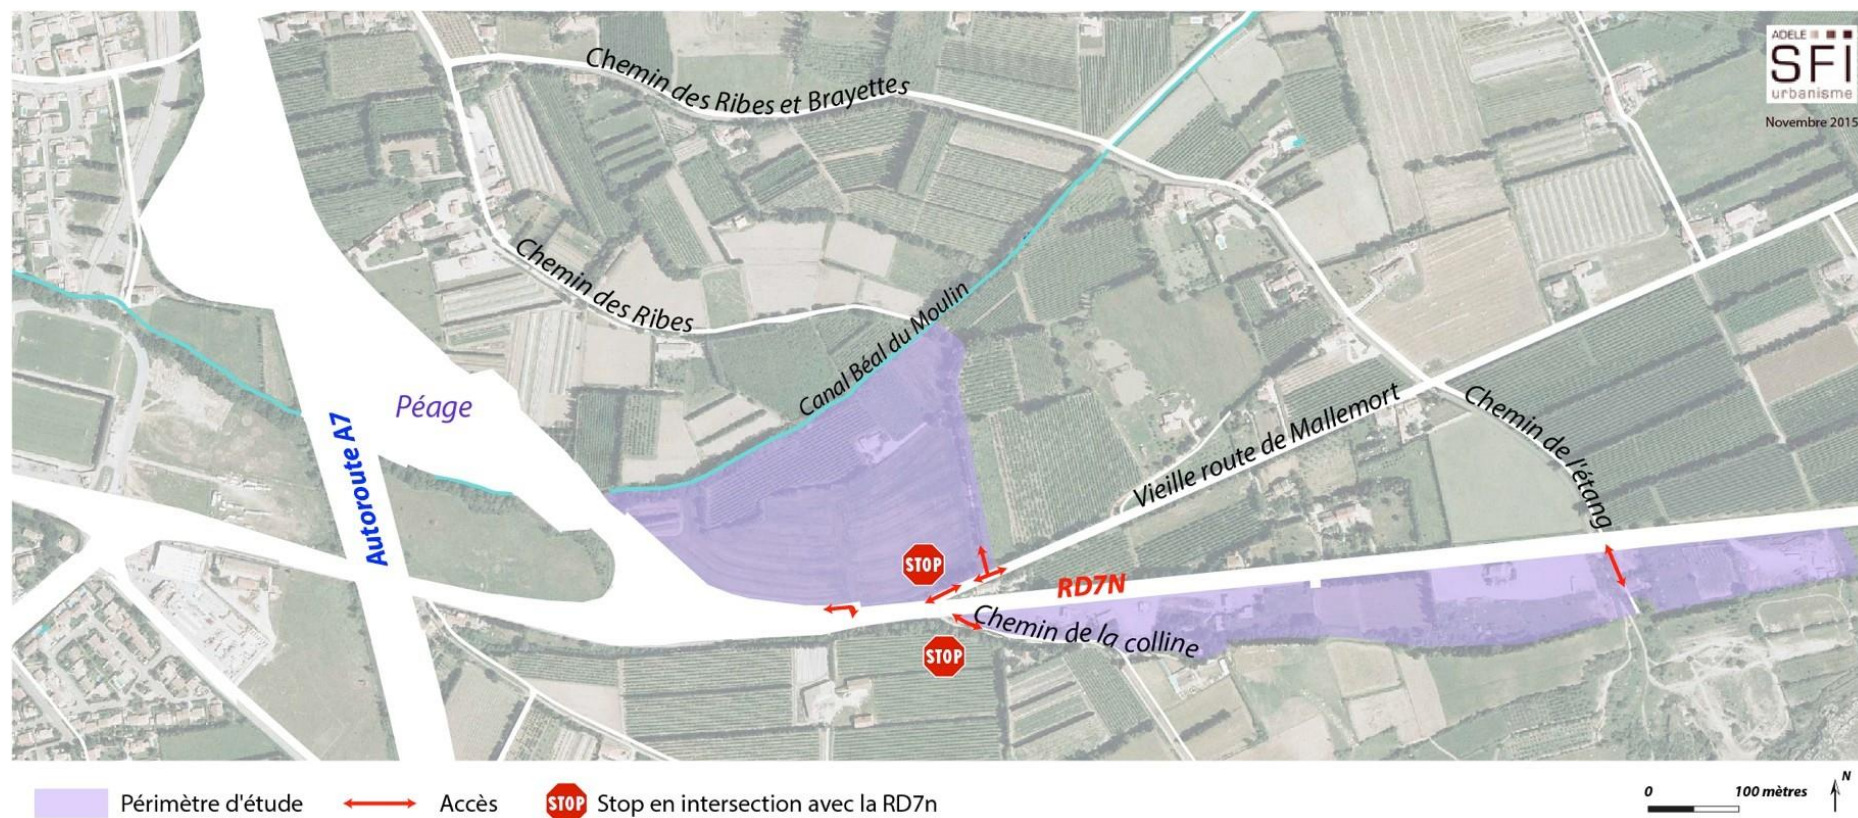 ADELE
SFI
urbanisme
Novembre 2015
Chemin des Ribes et Brayettes
Chemin des Ribes
Canal Béal du Moulin
Péage
Autoroute A7
Vieille route de Mallemort
Chemin de l'étang
STOP
RD7N
Chemin de la colline
STOP
Périmètre d'étude
Accès
STOP
Stop en intersection avec la RD7n
0 100 mètres
N